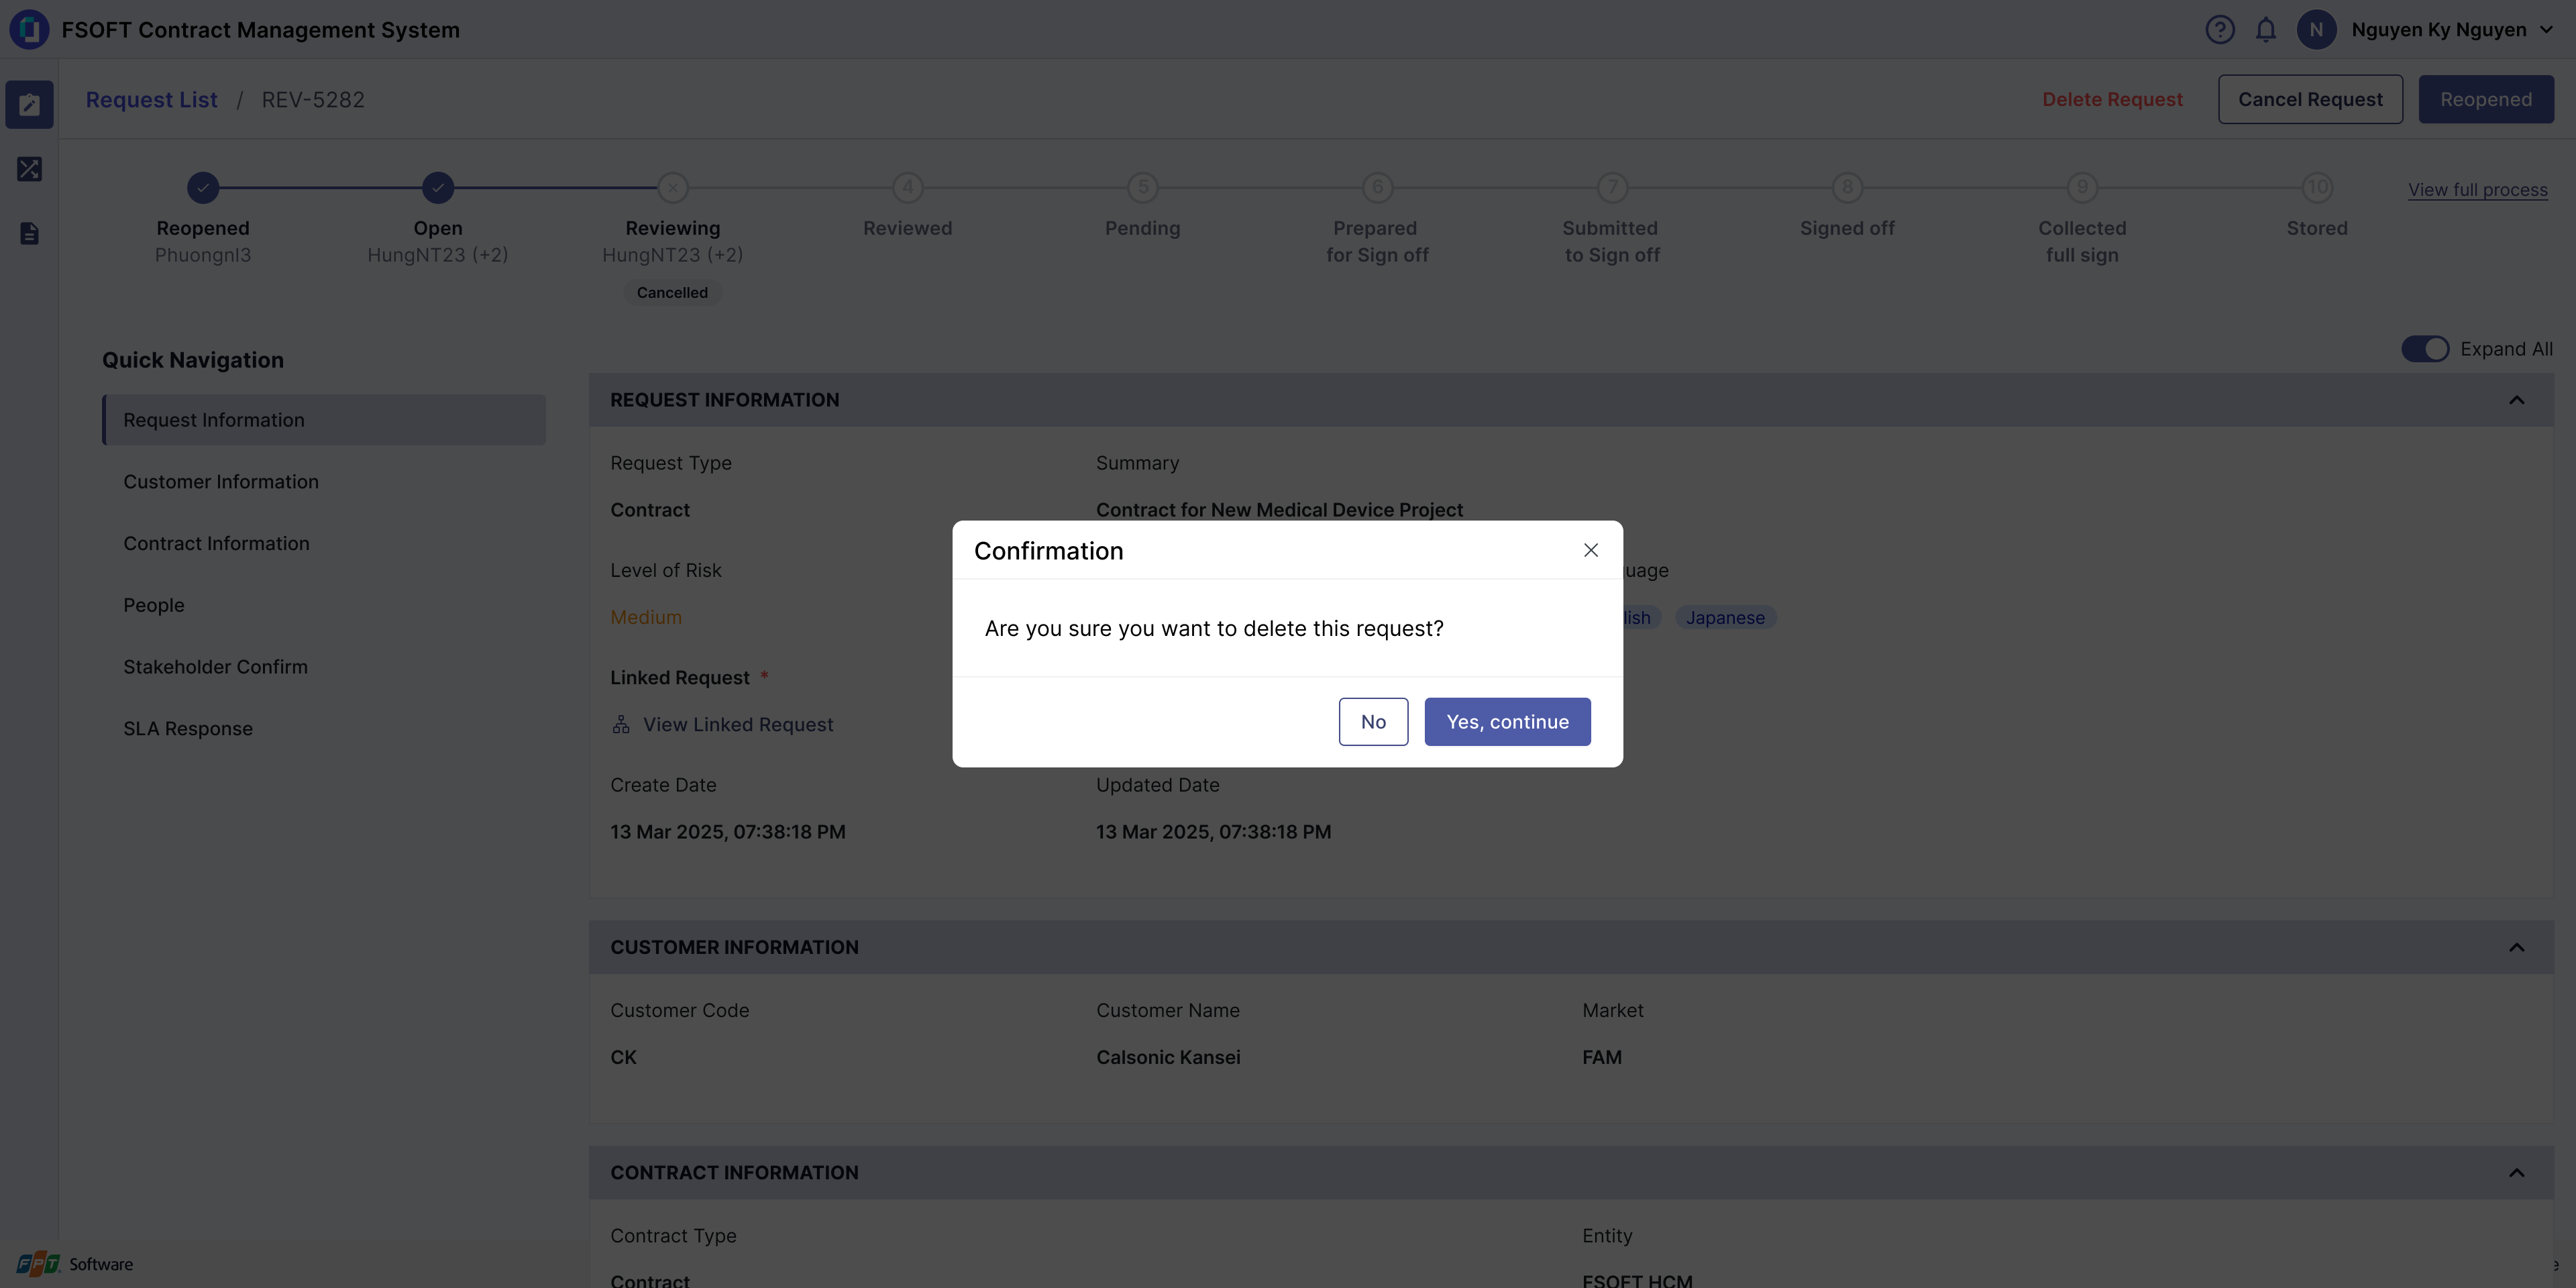 FSOFT Contract Management System
N
Nguyen Ky Nguyen
Request List / REV-5282
Delete Request
Cancel Request
Reopened
4
5
6
7
8
9
10
View full process
Reopened
Open
Reviewing
Reviewed
Pending
Prepared
for Sign off
Submitted
to Sign off
Signed off
Collected
full sign
Stored
Phuongnl3
HungNT23 (+2)
HungNT23 (+2)
Cancelled
Quick Navigation
Expand All
Request Information
Customer Information
Contract Information
People
Stakeholder Confirm
SLA Response
REQUEST INFORMATION
Request Type
Summary
Contract
Contract for New Medical Device Project
Level of Risk
uage
Medium
lish
Japanese
Linked Request *
View Linked Request
Create Date
Updated Date
13 Mar 2025, 07:38:18 PM
13 Mar 2025, 07:38:18 PM
Confirmation
Are you sure you want to delete this request?
No
Yes, continue
CUSTOMER INFORMATION
Customer Code
Customer Name
Market
CK
Calsonic Kansei
FAM
CONTRACT INFORMATION
Contract Type
Entity
Contract
FSOFT HCM
FPT Software